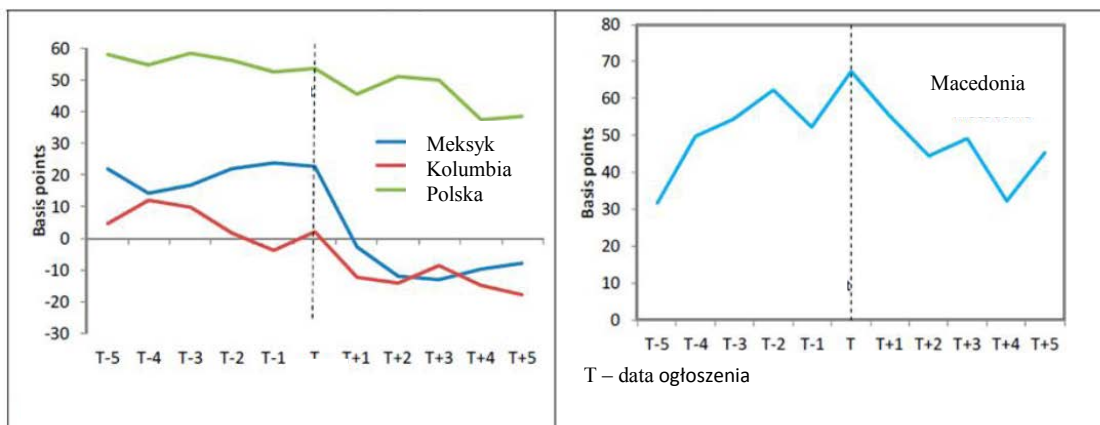 60
50
40
30
20
10
0
-10
-20
-30
Basis points
Meksyk
Kolumbia
Polska
T-5 T-4 T-3 T-2 T-1 T T+1 T+2 T+3 T+4 T+5
80
70
60
50
40
30
20
10
0
Basis points
Macedonia
T-5 T-4 T-3 T-2 T-1 T T+1 T+2 T+3 T+4 T+5
T – data ogłoszenia